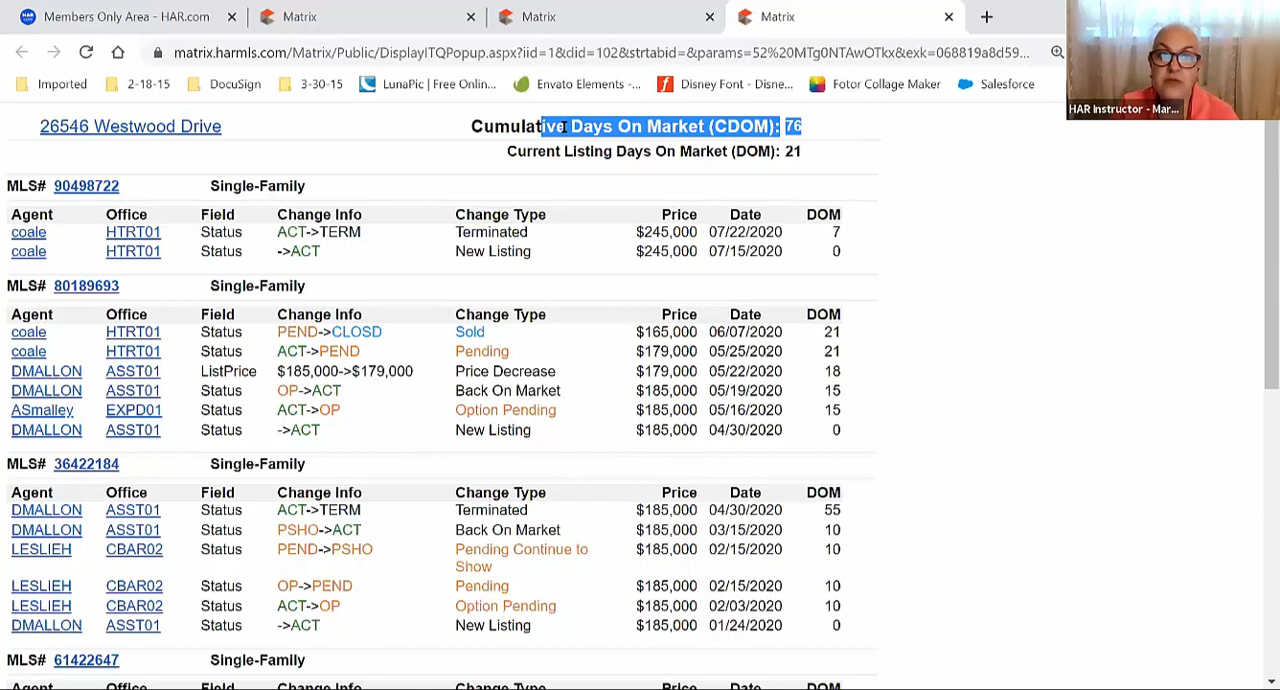 Members Only Area - HAR.com
Matrix
Matrix
Matrix
matrix.harmls.com/Matrix/Public/DisplayITQPopup.aspx?iid=1&did=102&strtabid=&params=52%20MTg0NTAwOTkx&exk=068819a8d59...
Imported 2-18-15 DocuSign 3-30-15 LunaPic | Free Onlin... Envato Elements -... Disney Font - Disne... Fotor Collage Maker Salesforce
HAR Instructor - Mar...
26546 Westwood Drive Cumulative Days On Market (CDOM): 76
Current Listing Days On Market (DOM): 21
MLS# 90498722 Single-Family
Agent Office Field Change Info Change Type Price Date DOM
coale HTRT01 Status ACT->TERM Terminated $245,000 07/22/2020 7
coale HTRT01 Status ->ACT New Listing $245,000 07/15/2020 0
MLS# 80189693 Single-Family
Agent Office Field Change Info Change Type Price Date DOM
coale HTRT01 Status PEND->CLOSD Sold $165,000 06/07/2020 21
coale HTRT01 Status ACT->PEND Pending $179,000 05/25/2020 21
DMALLON ASST01 ListPrice $185,000->$179,000 Price Decrease $179,000 05/22/2020 18
DMALLON ASST01 Status OP->ACT Back On Market $185,000 05/19/2020 15
ASmalley EXPD01 Status ACT->OP Option Pending $185,000 05/16/2020 15
DMALLON ASST01 Status ->ACT New Listing $185,000 04/30/2020 0
MLS# 36422184 Single-Family
Agent Office Field Change Info Change Type Price Date DOM
DMALLON ASST01 Status ACT->TERM Terminated $185,000 04/30/2020 55
DMALLON ASST01 Status PSHO->ACT Back On Market $185,000 03/15/2020 10
LESLIEH CBAR02 Status PEND->PSHO Pending Continue to $185,000 02/15/2020 10
Show
LESLIEH CBAR02 Status OP->PEND Pending $185,000 02/15/2020 10
LESLIEH CBAR02 Status ACT->OP Option Pending $185,000 02/03/2020 10
DMALLON ASST01 Status ->ACT New Listing $185,000 01/24/2020 0
MLS# 61422647 Single-Family
Agent Office Field Change Info Change Type Price Date DOM